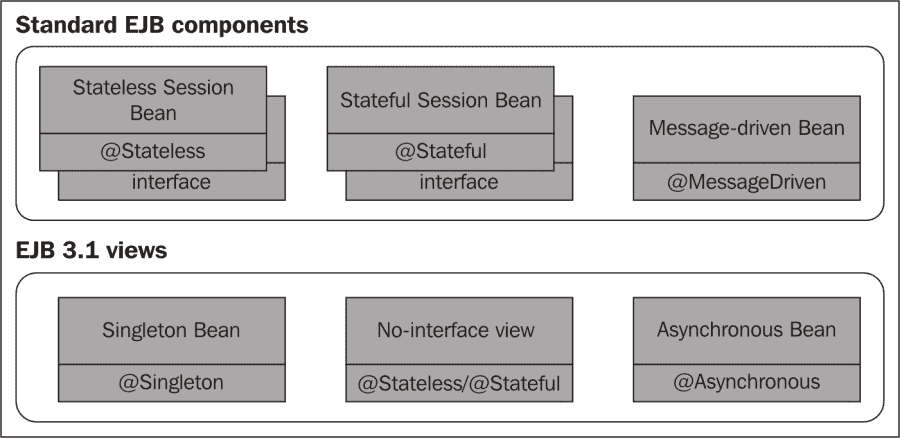 Standard EJB components
Stateless Session
Bean
@Stateless
interface
Stateful Session Bean
@Stateful
interface
Message-driven Bean
@MessageDriven
EJB 3.1 views
Singleton Bean
@Singleton
No-interface view
@Stateless/@Stateful
Asynchronous Bean
@Asynchronous